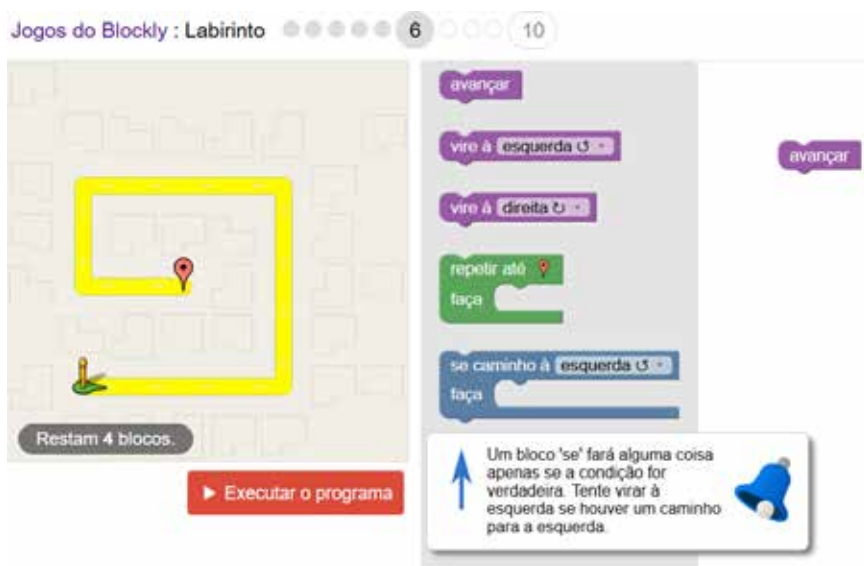 Jogos do Blockly : Labirinto 6 10
avançar
vire à esquerda ↺
avançar
vire à direita ↻
repetir até
faça
se caminho à esquerda ↺
faça
Restam 4 blocos.
Executar o programa
Um bloco 'se' fará alguma coisa
apenas se a condição for
verdadeira. Tente virar à
esquerda se houver um caminho
para a esquerda.